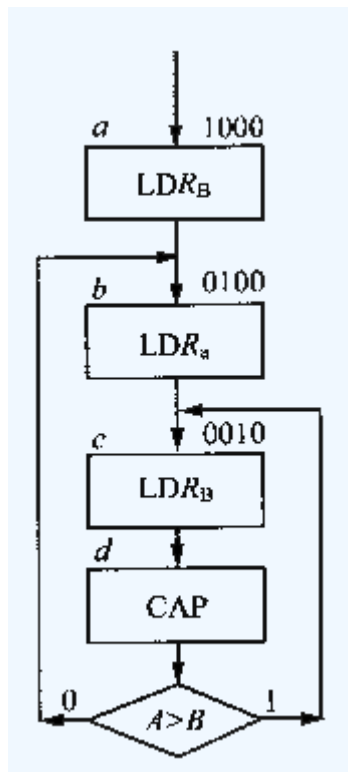 a 1000
LDR_B
b 0100
LDR_a
c 0010
LDR_B
d
CAP
0 A>B 1